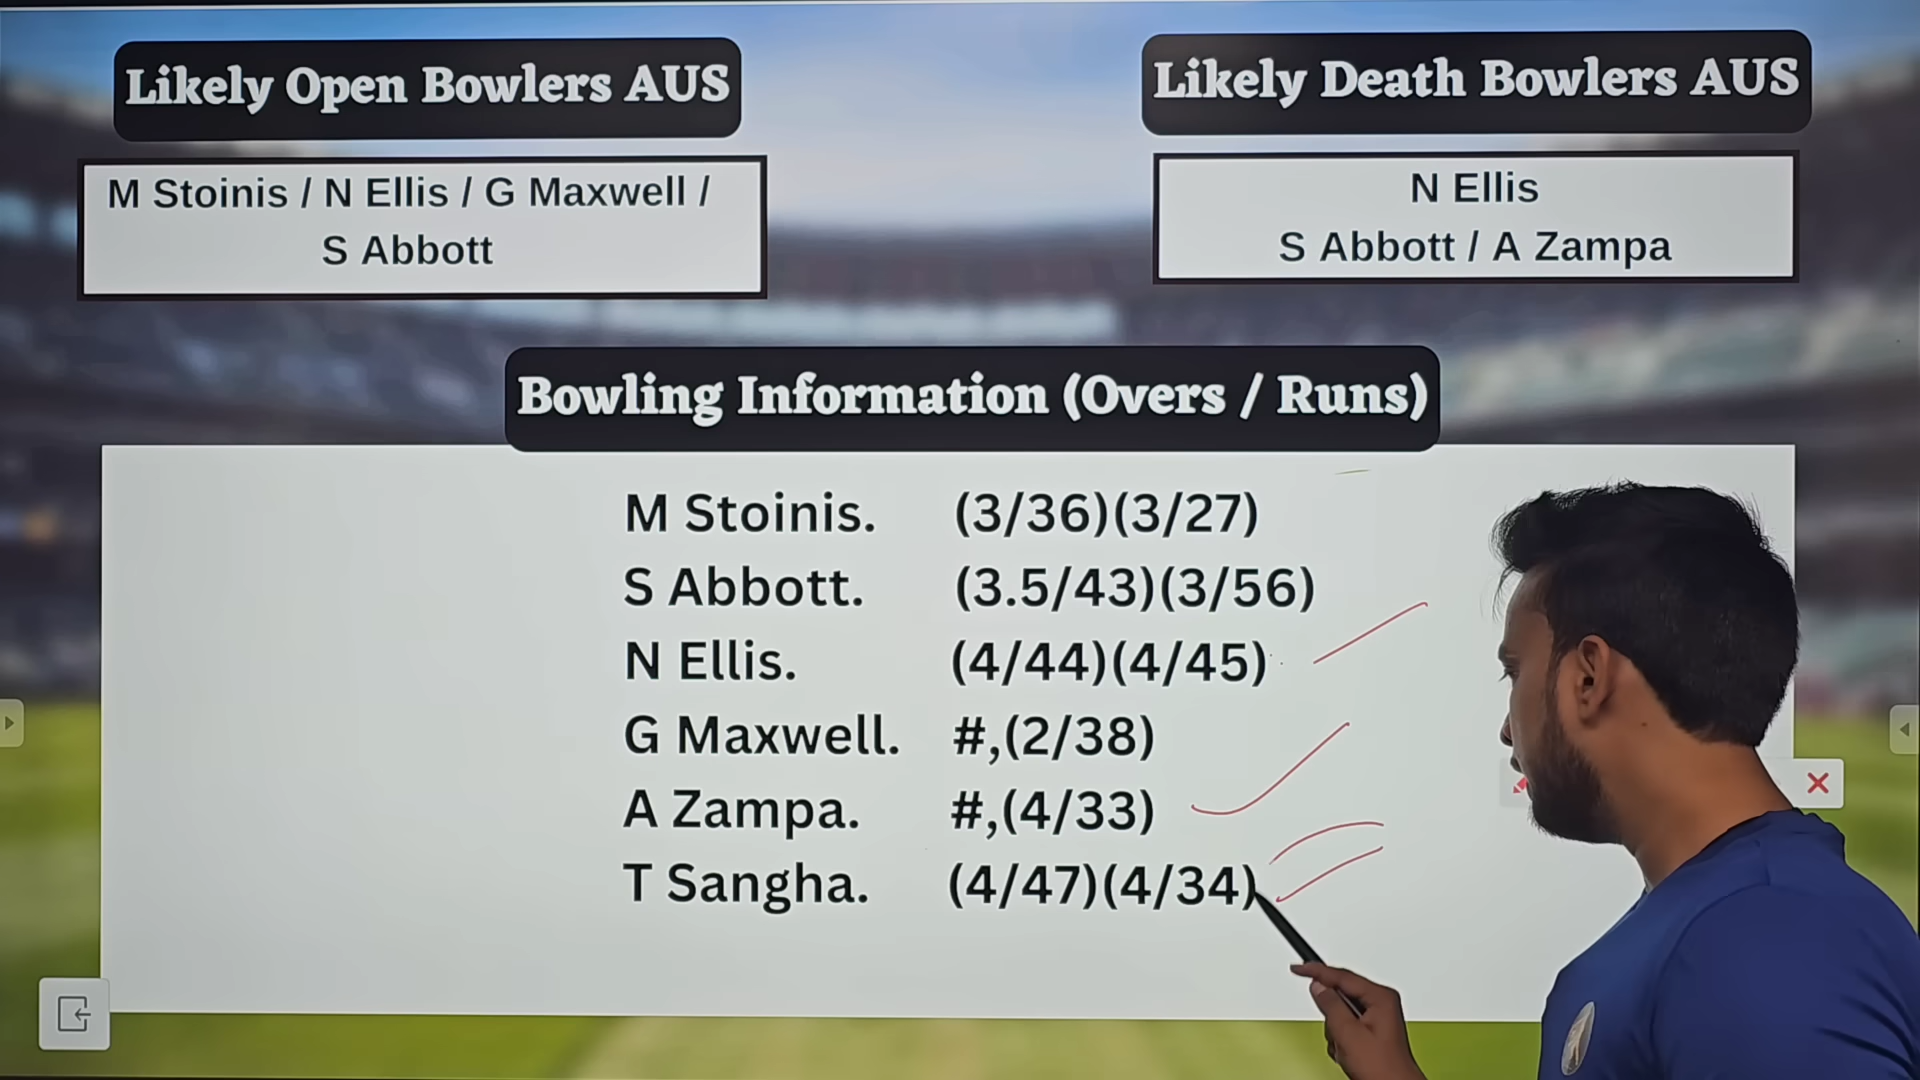 Likely Open Bowlers AUS
M Stoinis / N Ellis / G Maxwell /
S Abbott
Likely Death Bowlers AUS
N Ellis
S Abbott / A Zampa
Bowling Information (Overs / Runs)
M Stoinis. (3/36)(3/27)
S Abbott. (3.5/43)(3/56)
N Ellis. (4/44)(4/45)
G Maxwell. #,(2/38)
A Zampa. #,(4/33)
T Sangha. (4/47)(4/34)